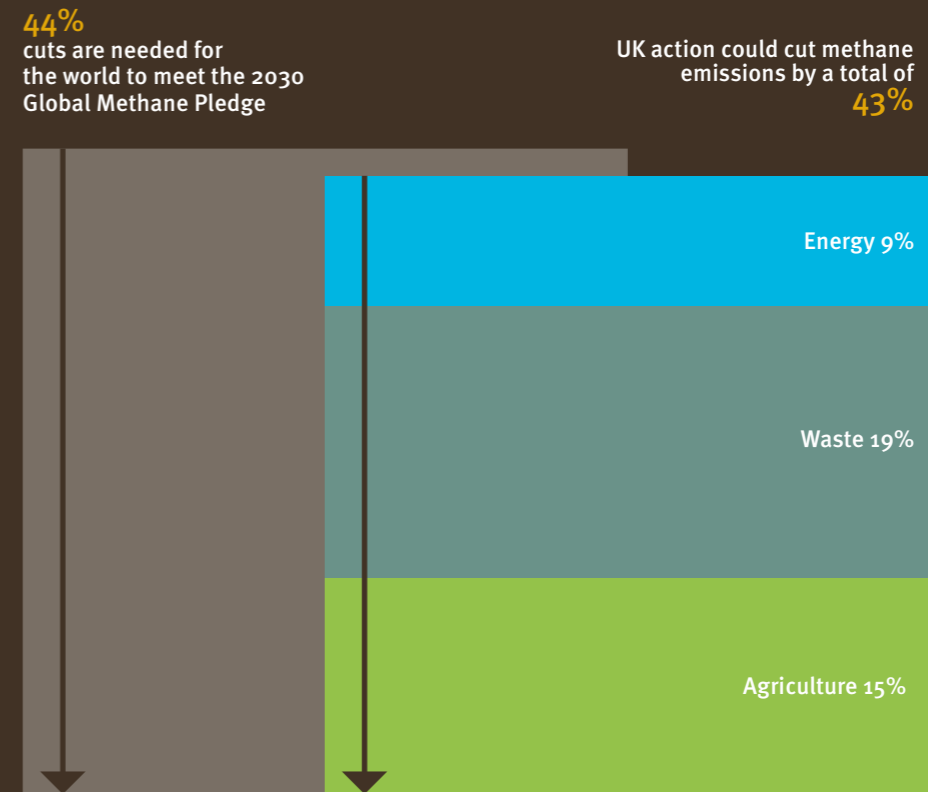 44%
cuts are needed for
the world to meet the 2030
Global Methane Pledge
UK action could cut methane
emissions by a total of
43%
Energy 9%
Waste 19%
Agriculture 15%